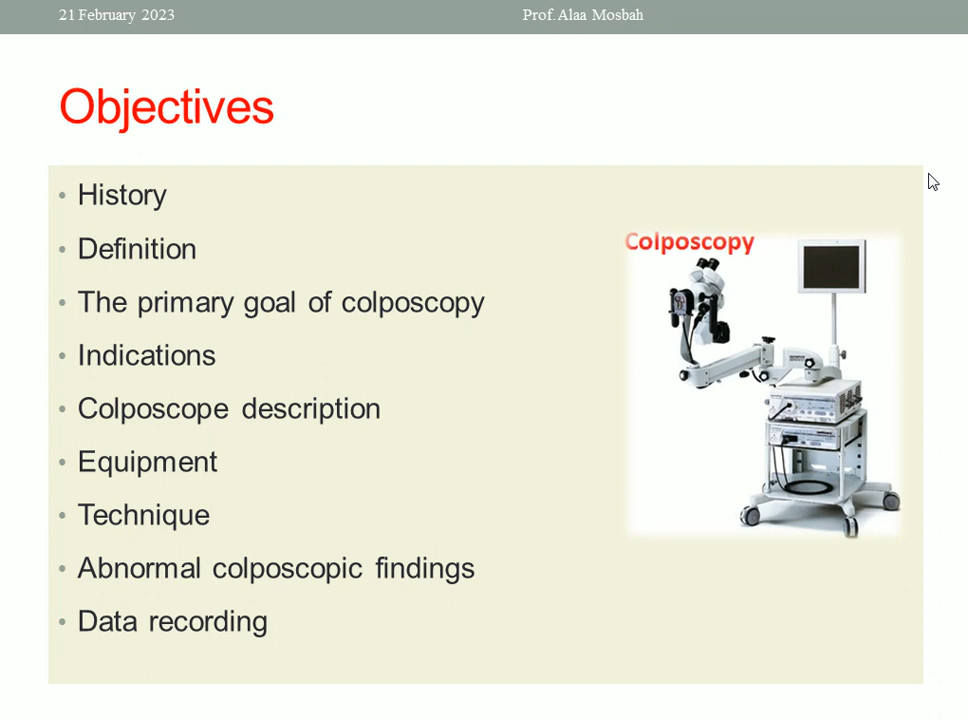 21 February 2023 Prof. Alaa Mosbah
Objectives
• History
• Definition
• The primary goal of colposcopy
• Indications
• Colposcope description
• Equipment
• Technique
• Abnormal colposcopic findings
• Data recording
Colposcopy